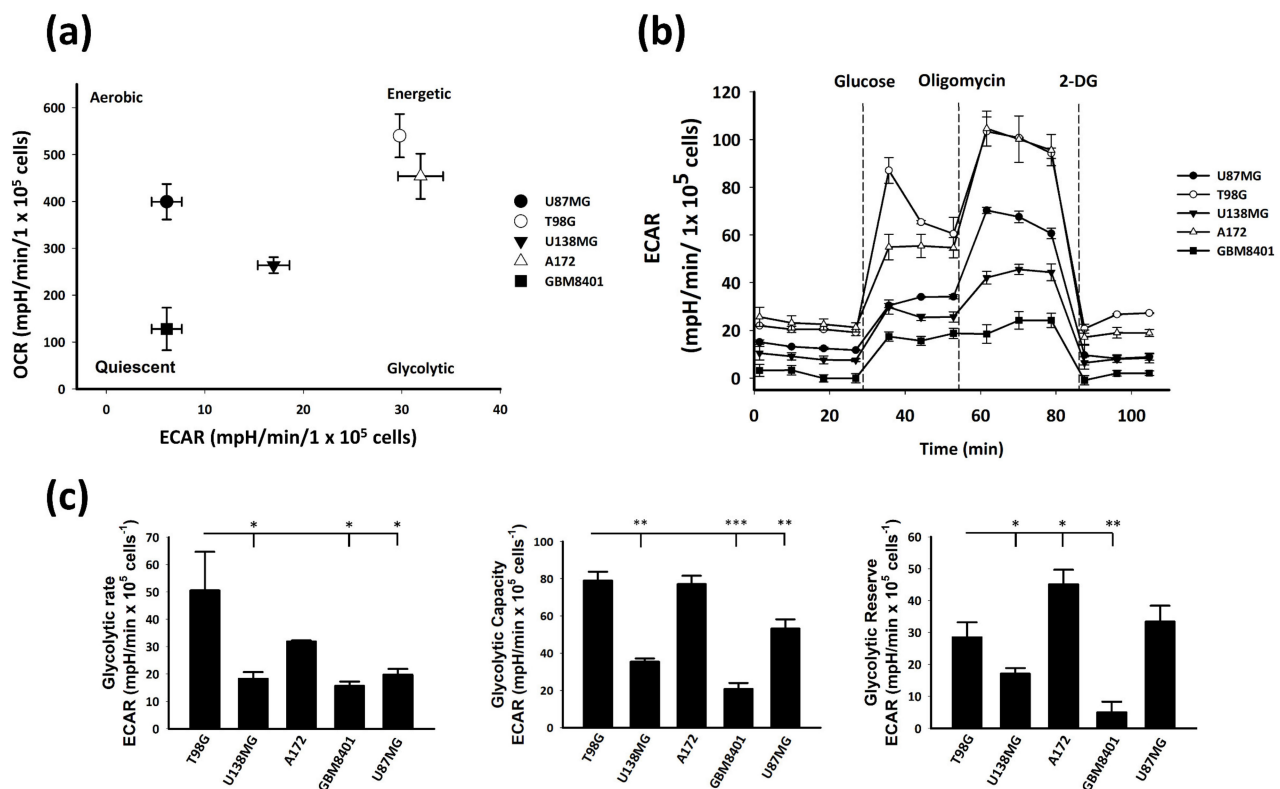 (a)
OCR (mpH/min/1 x 10⁵ cells)
600
500
400
300
200
100
0
Aerobic
Energetic
Quiescent
Glycolytic
0 10 20 30 40
ECAR (mpH/min/1 x 10⁵ cells)
U87MG
T98G
U138MG
A172
GBM8401
(b)
Glucose
Oligomycin
2-DG
ECAR
(mpH/min/ 1x 10⁵ cells)
120
100
80
60
40
20
0
0 20 40 60 80 100
Time (min)
U87MG
T98G
U138MG
A172
GBM8401
(c)
Glycolytic rate
ECAR (mpH/min x 10⁵ cells⁻¹)
70
60
50
40
30
20
10
0
* * *
T98G
U138MG
A172
GBM8401
U87MG
Glycolytic Capacity
ECAR (mpH/min x 10⁵ cells⁻¹)
100
80
60
40
20
0
** *** **
T98G
U138MG
A172
GBM8401
U87MG
Glycolytic Reserve
ECAR (mpH/min x 10⁵ cells⁻¹)
60
50
40
30
20
10
0
* * **
T98G
U138MG
A172
GBM8401
U87MG